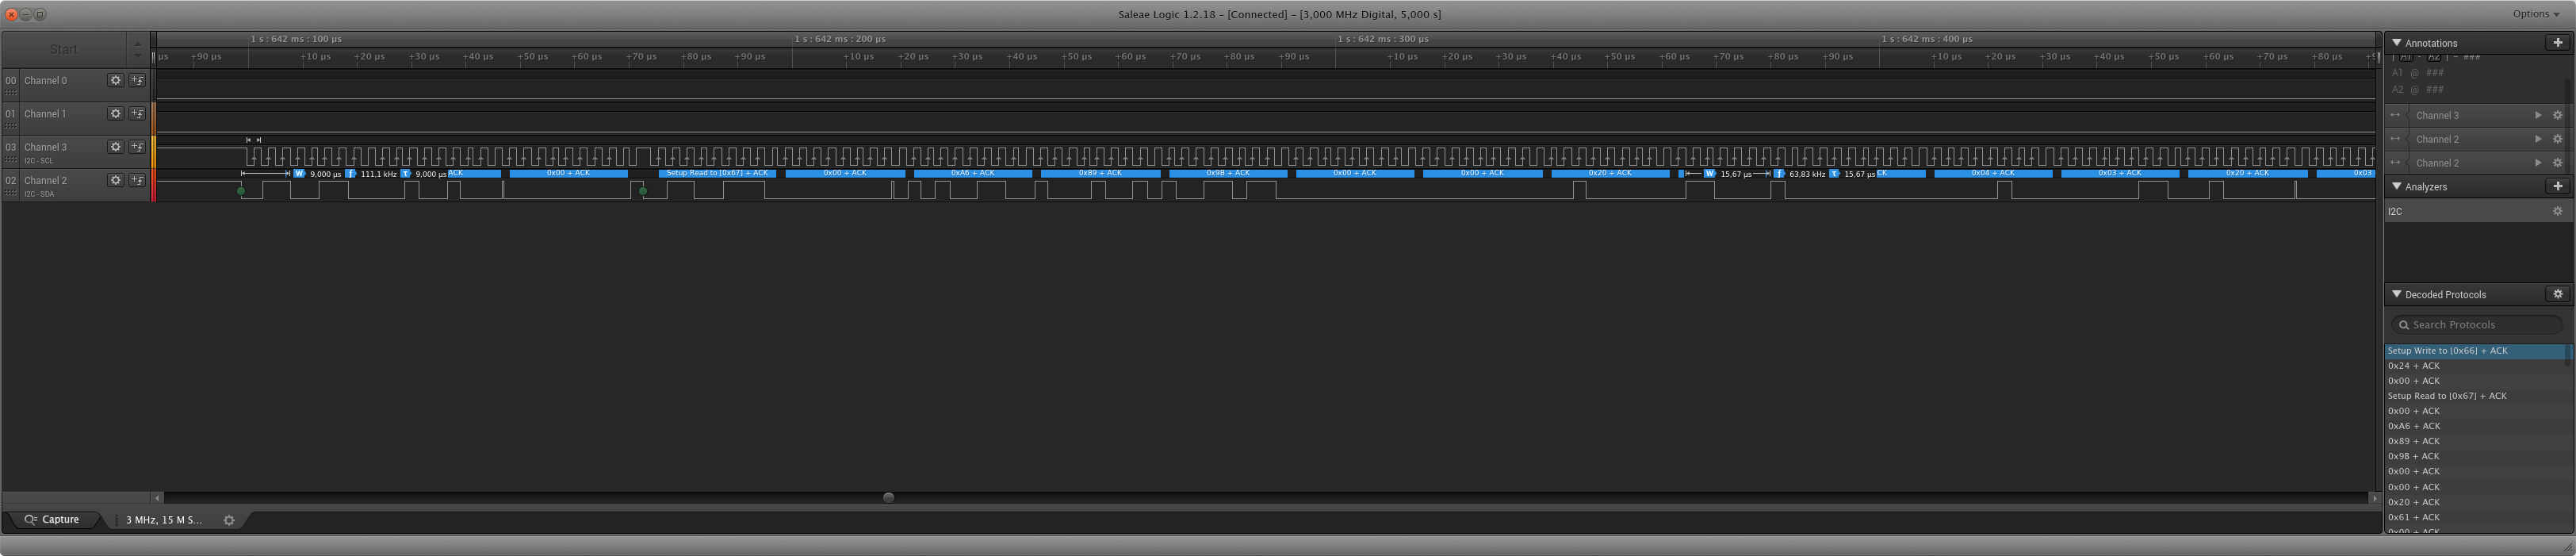 Saleae Logic 1.2.18 - [Connected] - [3,000 MHz Digital, 5,000 s]
Options
Start
1 s : 642 ms : 100 µs 1 s : 642 ms : 200 µs 1 s : 642 ms : 300 µs 1 s : 642 ms : 400 µs
µs +90 µs +10 µs +20 µs +30 µs +40 µs +50 µs +60 µs +70 µs +80 µs +90 µs +10 µs +20 µs +30 µs +40 µs +50 µs +60 µs +70 µs +80 µs +90 µs +10 µs +20 µs +30 µs +40 µs +50 µs +60 µs +70 µs +80 µs +90 µs +10 µs +20 µs +30 µs +40 µs +50 µs +60 µs +70 µs +80 µs
00 Channel 0
01 Channel 1
03 Channel 3
I2C - SCL
W 9,000 µs f 111,1 kHz T 9,000 µs ACK 0x00 + ACK Setup Read to [0x67] + ACK 0x00 + ACK 0xA6 + ACK 0x89 + ACK 0x9B + ACK 0x00 + ACK 0x00 + ACK 0x20 + ACK W 15,67 µs f 63,83 kHz T 15,67 µs CK 0x04 + ACK 0x03 + ACK 0x20 + ACK 0x03
02 Channel 2
I2C - SDA
Capture
3 MHz, 15 M S...
Annotations
A1 A2 = ###
A1 @ ###
A2 @ ###
Channel 3
Channel 2
Channel 2
Analyzers
I2C
Decoded Protocols
Search Protocols
Setup Write to [0x66] + ACK
0x24 + ACK
0x00 + ACK
Setup Read to [0x67] + ACK
0x00 + ACK
0xA6 + ACK
0x89 + ACK
0x9B + ACK
0x00 + ACK
0x00 + ACK
0x20 + ACK
0x61 + ACK
0x00 + ACK